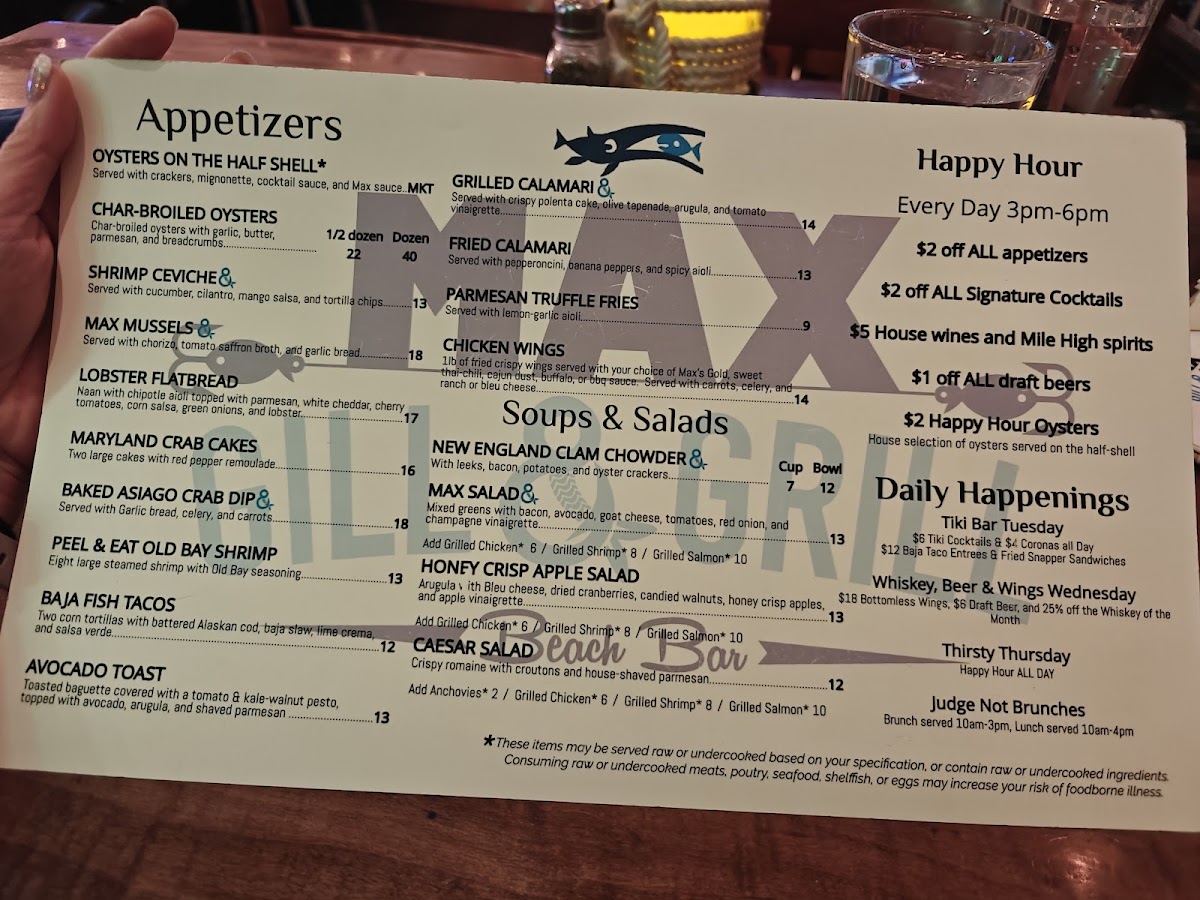 Appetizers
OYSTERS ON THE HALF SHELL*
Served with crackers, mignonette, cocktail sauce, and Max sauce..MKT
CHAR-BROILED OYSTERS
Char-broiled oysters with garlic, butter,
parmesan, and breadcrumbs
1/2 dozen Dozen
22 40
SHRIMP CEVICHE&
Served with cucumber, cilantro, mango salsa, and tortilla chips.........13
MAX MUSSELS &
Served with chorizo, tomato saffron broth, and garlic bread...............18
LOBSTER FLATBREAD
Naan with chipotle aioli topped with parmesan, white cheddar, cherry
tomatoes, corn salsa, green onions, and lobster..............................17
MARYLAND CRAB CAKES
Two large cakes with red pepper remoulade......................................16
BAKED ASIAGO CRAB DIP&
Served with Garlic bread, celery, and carrots.....................................18
PEEL & EAT OLD BAY SHRIMP
Eight large steamed shrimp with Old Bay seasoning..........................13
BAJA FISH TACOS
Two corn tortillas with battered Alaskan cod, baja slaw, lime crema,
and salsa verde..............................................................................12
AVOCADO TOAST
Toasted baguette covered with a tomato & kale-walnut pesto,
topped with avocado, arugula, and shaved parmesan .........................13
GRILLED CALAMARI &
Served with crispy polenta cake, olive tapenade, arugula, and tomato
vinaigrette......................................................................................14
FRIED CALAMARI
Served with pepperoncini, banana peppers, and spicy aioli.........................13
PARMESAN TRUFFLE FRIES
Served with lemon-garlic aioli.................................................................9
CHICKEN WINGS
1lb of fried crispy wings served with your choice of Max's Gold, sweet
thai-chili, cajun dust, buffalo, or bbq sauce. Served with carrots, celery, and
ranch or bleu cheese.........................................................................14
Soups & Salads
NEW ENGLAND CLAM CHOWDER&
With leeks, bacon, potatoes, and oyster crackers
Cup Bowl
7 12
MAX SALAD&
Mixed greens with bacon, avocado, goat cheese, tomatoes, red onion, and
champagne vinaigrette.......................................................................13
Add Grilled Chicken* 6 / Grilled Shrimp* 8 / Grilled Salmon* 10
HONEY CRISP APPLE SALAD
Arugula with Bleu cheese, dried cranberries, candied walnuts, honey crisp apples,
and apple vinaigrette.........................................................................13
Add Grilled Chicken* 6 / Grilled Shrimp* 8 / Grilled Salmon* 10
CAESAR SALAD
Crispy romaine with croutons and house-shaved parmesan............................12
Add Anchovies* 2 / Grilled Chicken* 6 / Grilled Shrimp* 8 / Grilled Salmon* 10
Happy Hour
Every Day 3pm-6pm
$2 off ALL appetizers
$2 off ALL Signature Cocktails
$5 House wines and Mile High spirits
$1 off ALL draft beers
$2 Happy Hour Oysters
House selection of oysters served on the half-shell
Daily Happenings
Tiki Bar Tuesday
$6 Tiki Cocktails & $4 Coronas all Day
$12 Baja Taco Entrees & Fried Snapper Sandwiches
Whiskey, Beer & Wings Wednesday
$18 Bottomless Wings, $6 Draft Beer, and 25% off the Whiskey of the
Month
Thirsty Thursday
Happy Hour ALL DAY
Judge Not Brunches
Brunch served 10am-3pm, Lunch served 10am-4pm
*These items may be served raw or undercooked based on your specification, or contain raw or undercooked ingredients.
Consuming raw or undercooked meats, poutry, seafood, shelffish, or eggs may increase your risk of foodborne illness.
MAX
GILL & GRILL
Beach Bar